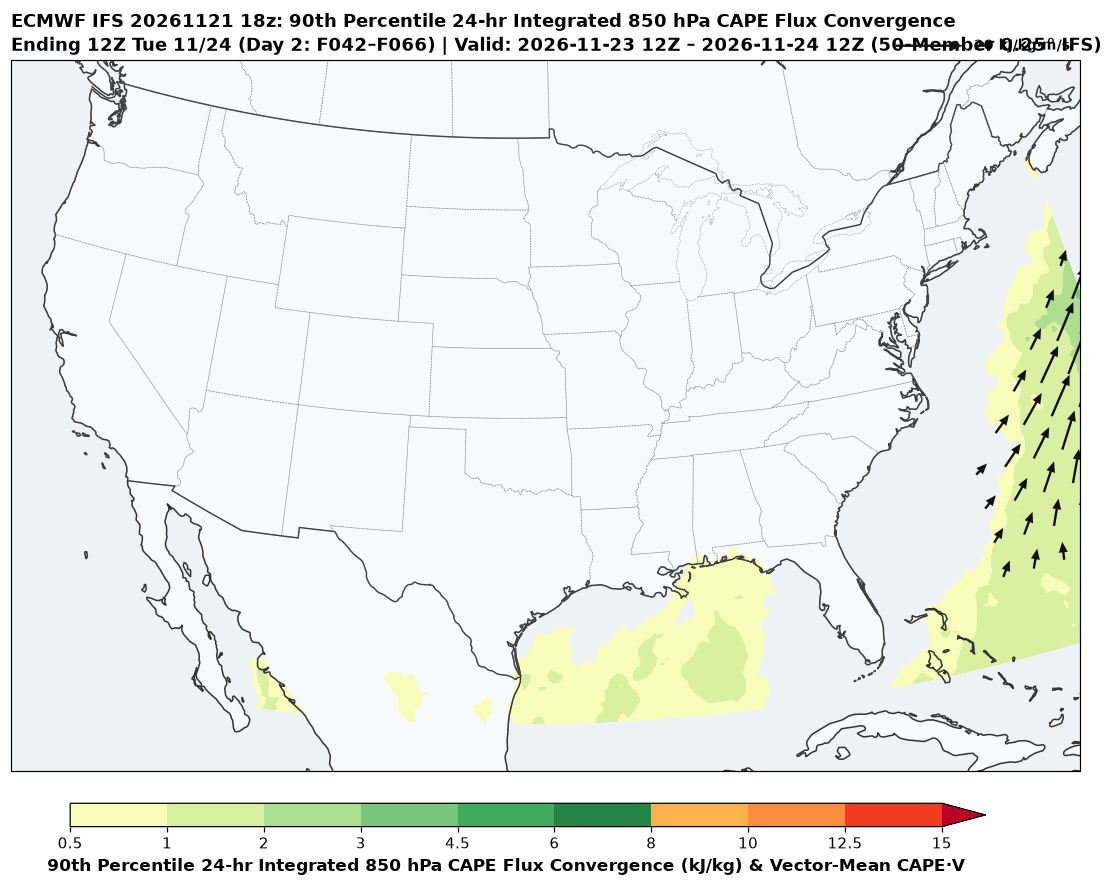 ECMWF IFS 20261121 18z: 90th Percentile 24-hr Integrated 850 hPa CAPE Flux Convergence
Ending 12Z Tue 11/24 (Day 2: F042–F066) | Valid: 2026-11-23 12Z – 2026-11-24 12Z (50-Member 0.25° IFS)
0.5 1 2 3 4.5 6 8 10 12.5 15
90th Percentile 24-hr Integrated 850 hPa CAPE Flux Convergence (kJ/kg) & Vector-Mean CAPE·V